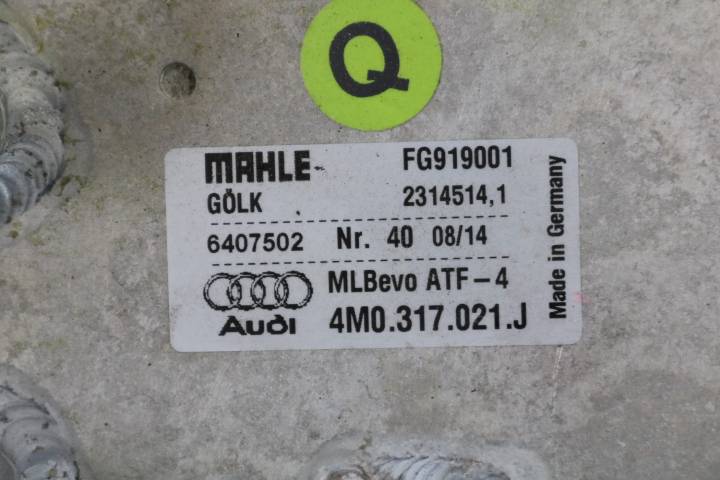 Q
MAHLE FG919001
GÖLK 2314514,1
6407502 Nr. 40 08/14
MLBevo ATF-4
Audi 4M0.317.021.J
Made in Germany